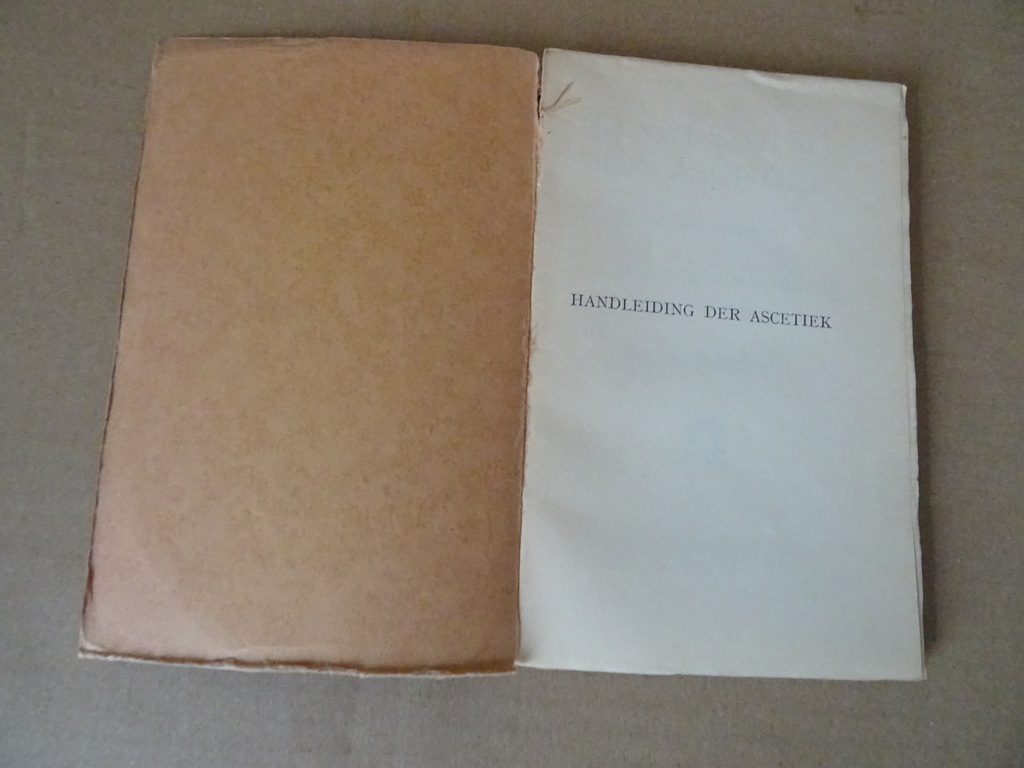 HANDLEIDING DER ASCETIEK